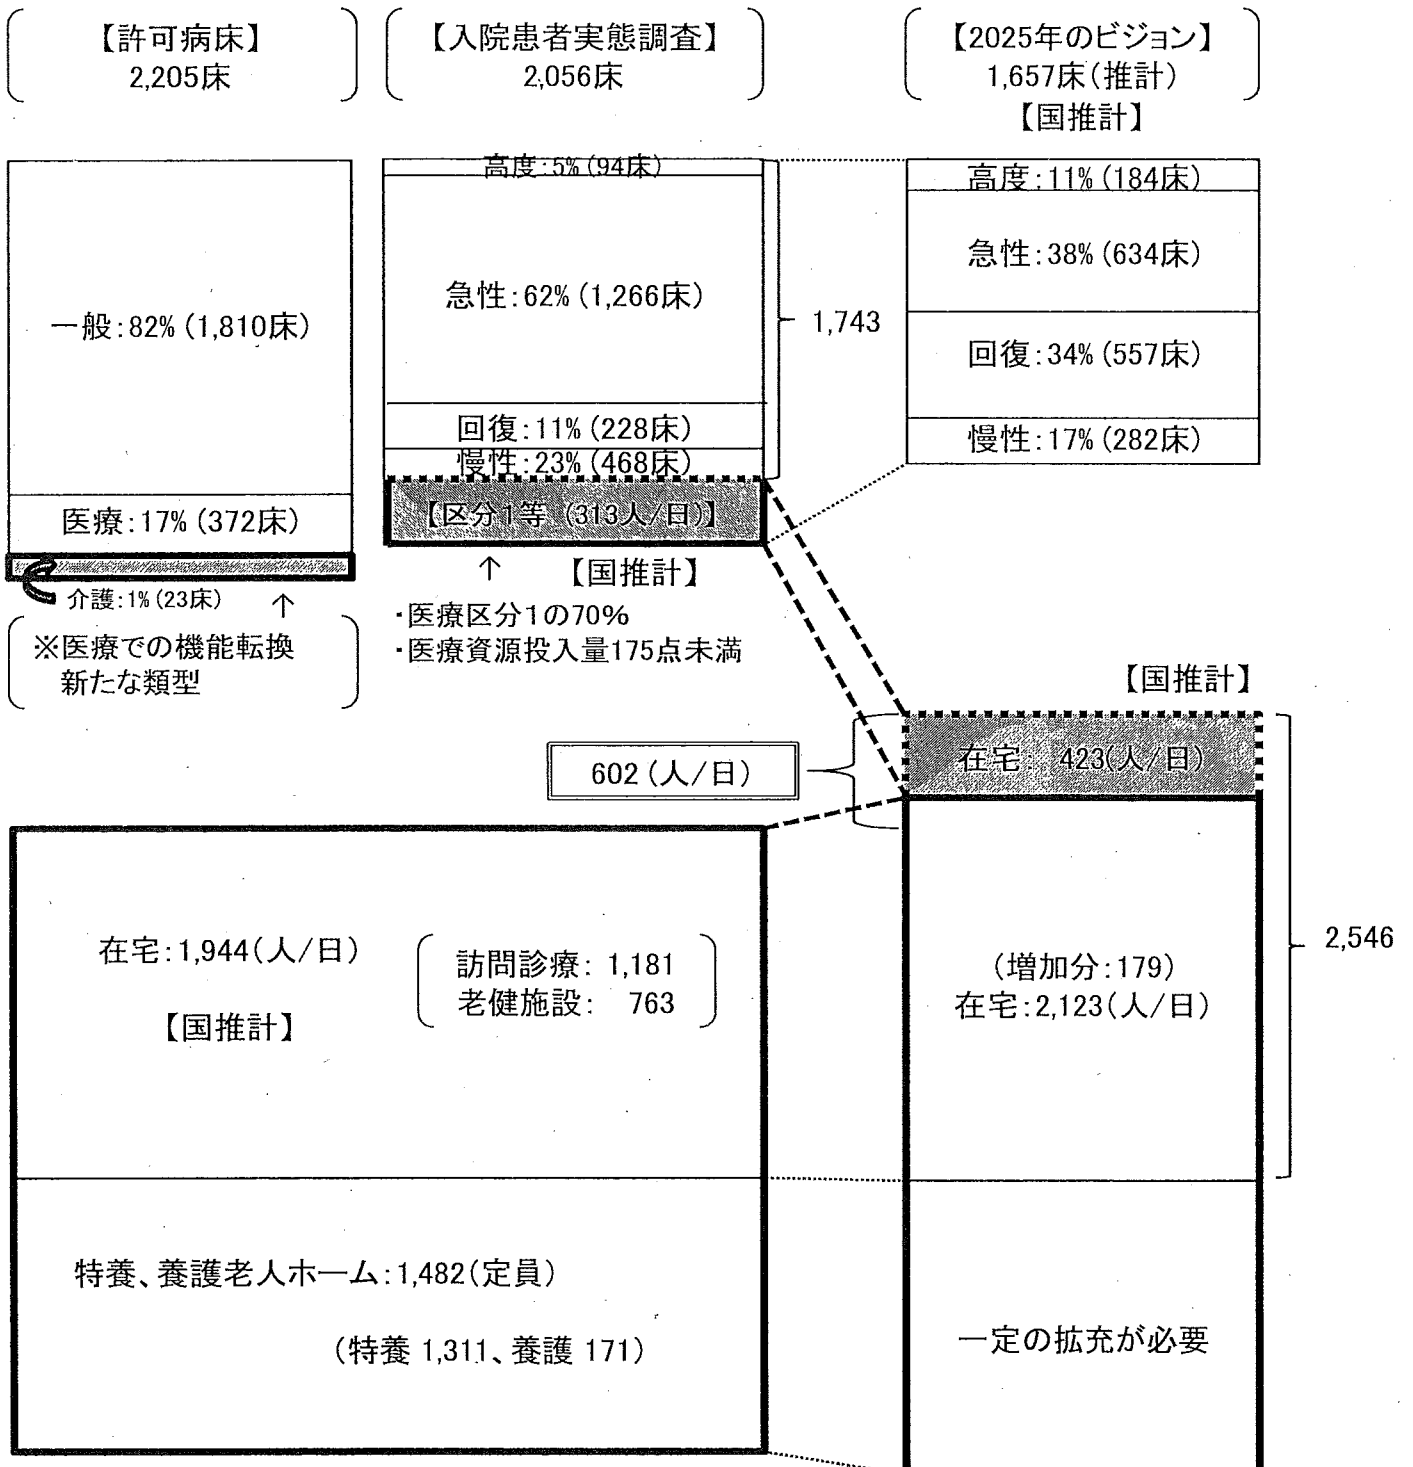 【許可病床】
2,205床
【入院患者実態調査】
2,056床
【2025年のビジョン】
1,657床(推計)
【国推計】
一般:82%(1,810床)
医療:17%(372床)
介護:1%(23床)
↑
※医療での機能転換
新たな類型
高度:5%(94床)
急性:62%(1,266床)
回復:11%(228床)
慢性:23%(468床)
【区分1等 (313人/日)】
1,743
↑
【国推計】
・医療区分1の70%
・医療資源投入量175点未満
高度:11%(184床)
急性:38%(634床)
回復:34%(557床)
慢性:17%(282床)
【国推計】
602(人/日)
在宅: 423(人/日)
在宅:1,944(人/日)
【国推計】
訪問診療: 1,181
老健施設: 763
(増加分:179)
在宅:2,123(人/日)
2,546
特養、養護老人ホーム:1,482(定員)
(特養 1,311、養護 171)
一定の拡充が必要